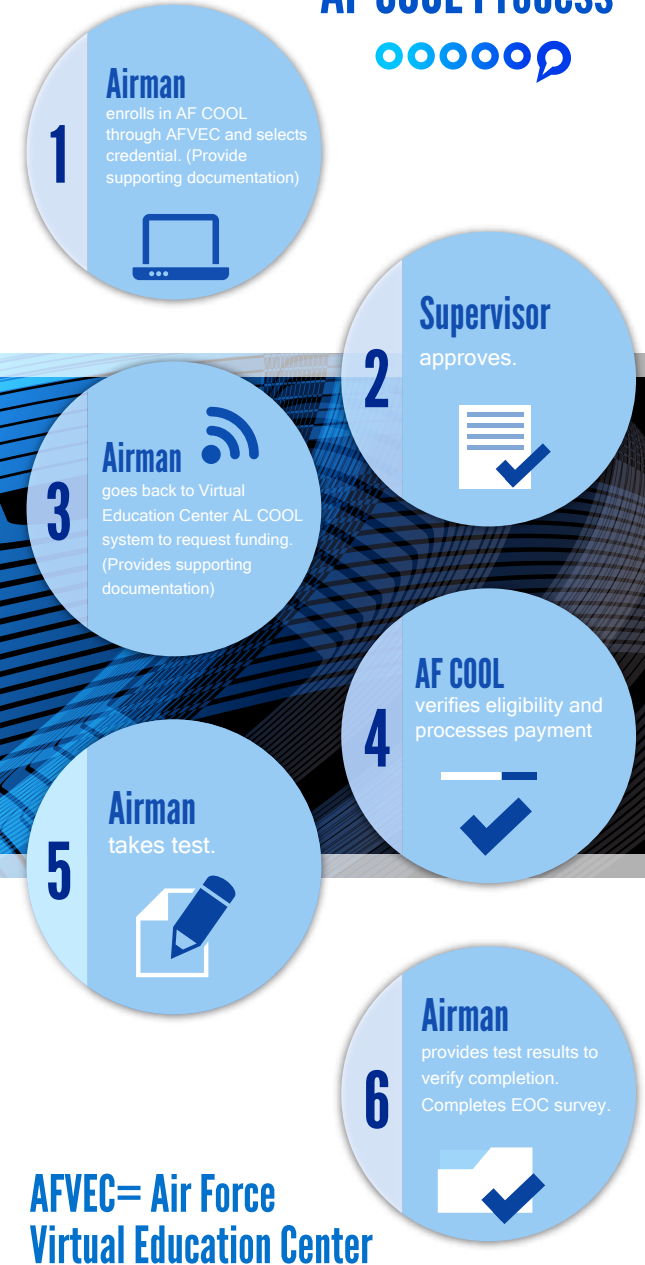 AF COOL Process
1
Airman
enrolls in AF COOL
through AFVEC and selects
credential. (Provide
supporting documentation)
2
Supervisor
approves.
3
Airman
goes back to Virtual
Education Center AL COOL
system to request funding.
(Provides supporting
documentation)
4
AF COOL
verifies eligibility and
processes payment
5
Airman
takes test.
6
Airman
provides test results to
verify completion.
Completes EOC survey.
AFVEC= Air Force
Virtual Education Center